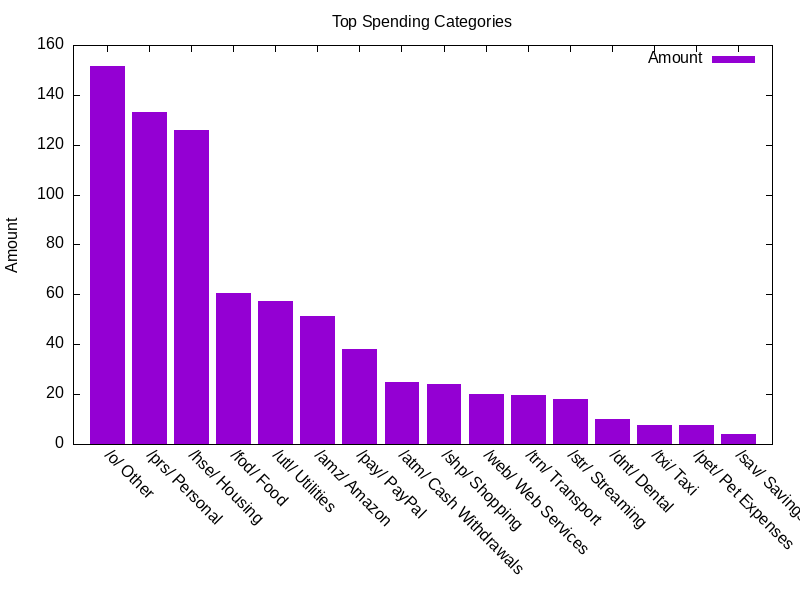 Top Spending Categories
Amount
160
140
120
100
80
60
40
20
0
Amount
/o/ Other
/prs/ Personal
/hse/ Housing
/fod/ Food
/utl/ Utilities
/amz/ Amazon
/pay/ PayPal
/atm/ Cash Withdrawals
/shp/ Shopping
/web/ Web Services
/trn/ Transport
/str/ Streaming
/dnt/ Dental
/txi/ Taxi
/pet/ Pet Expenses
/sav/ Savings